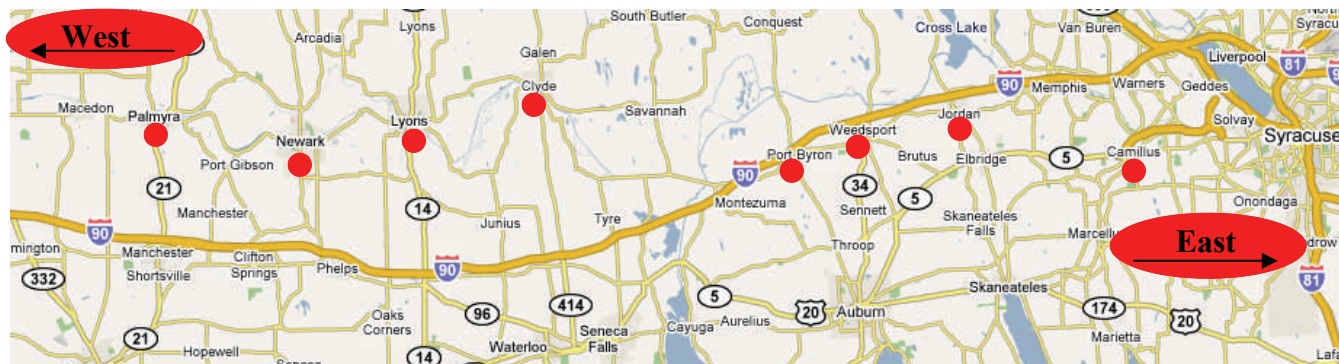 West
South Butler
Conquest
Cross Lake
Van Buren
Arcadia
Lyons
Galen
Liverpool
81
Syracuse
Macedon
Palmyra
Newark
Lyons
Clyde
Savannah
Weedsport
Jordan
90
Memphis
Warners
Geddes
Solvay
Syracuse
Port Gibson
Port Byron
Brutus
Elbridge
5
Camillus
21
90
34
5
Manchester
14
Junius
Tyre
Montezuma
Sennett
Skaneateles
Falls
Onondaga
90
mington
Manchester
Clifton
Springs
Phelps
90
Throop
Marcellus
East
332
Shortsville
81
Oaks
Corners
96
414
Seneca
Falls
5
20
Auburn
Skaneateles
174
20
21
Hopewell
14
Waterloo
Cayuga
Aurelius
Marietta